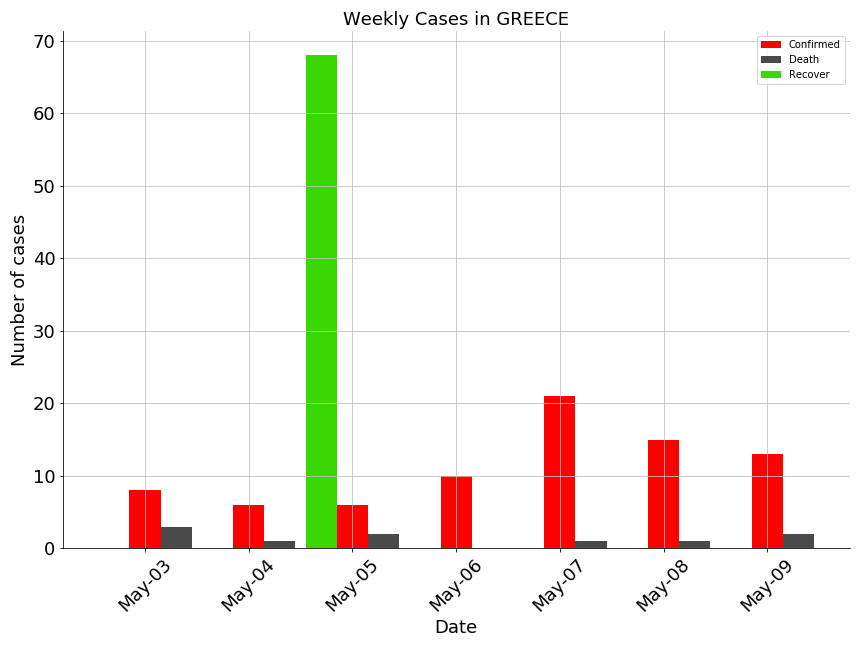 Weekly Cases in GREECE
Confirmed
Death
Recover
Number of cases
70
60
50
40
30
20
10
0
May-03
May-04
May-05
May-06
May-07
May-08
May-09
Date